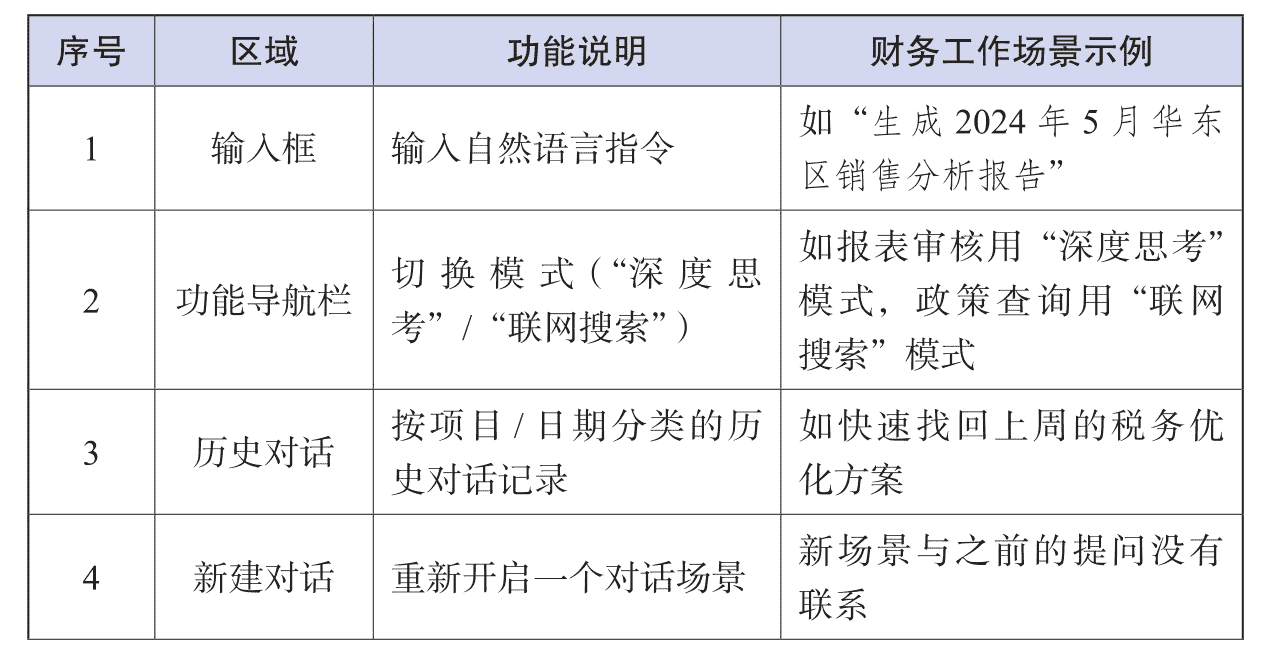 序号 区域 功能说明 财务工作场景示例
1 输入框 输入自然语言指令 如“生成 2024 年 5 月华东
区销售分析报告”
2 功能导航栏 切换模式(“深度思
考” / “联网搜索”)
如报表审核用“深度思考”
模式，政策查询用“联网
搜索”模式
3 历史对话 按项目 / 日期分类的历
史对话记录
如快速找回上周的税务优
化方案
4 新建对话 重新开启一个对话场景 新场景与之前的提问没有
联系